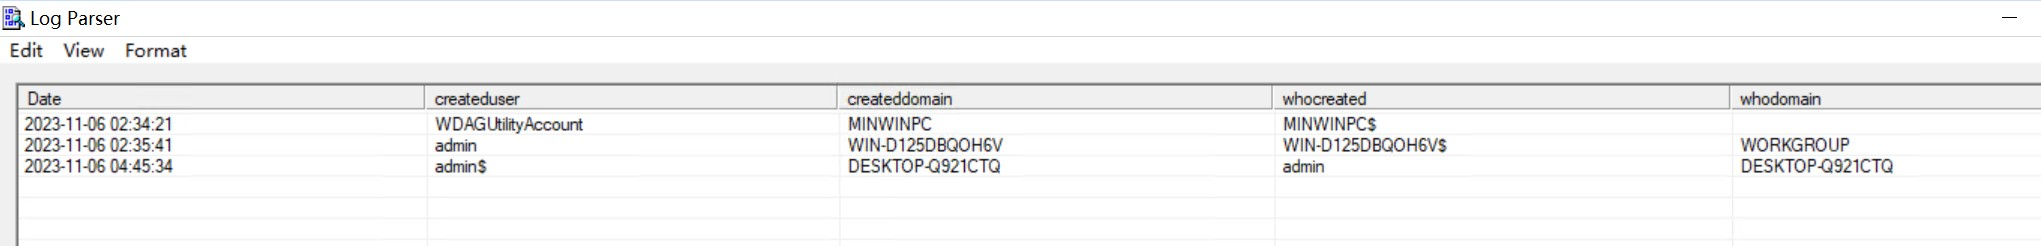 Log Parser
Edit View Format
Date createduser createddomain whocreated whodomain
2023-11-06 02:34:21 WDAGUtilityAccount MINWINPC MINWINPC$
2023-11-06 02:35:41 admin WIN-D125DBQOH6V WIN-D125DBQOH6V$ WORKGROUP
2023-11-06 04:45:34 admin$ DESKTOP-Q921CTQ admin DESKTOP-Q921CTQ